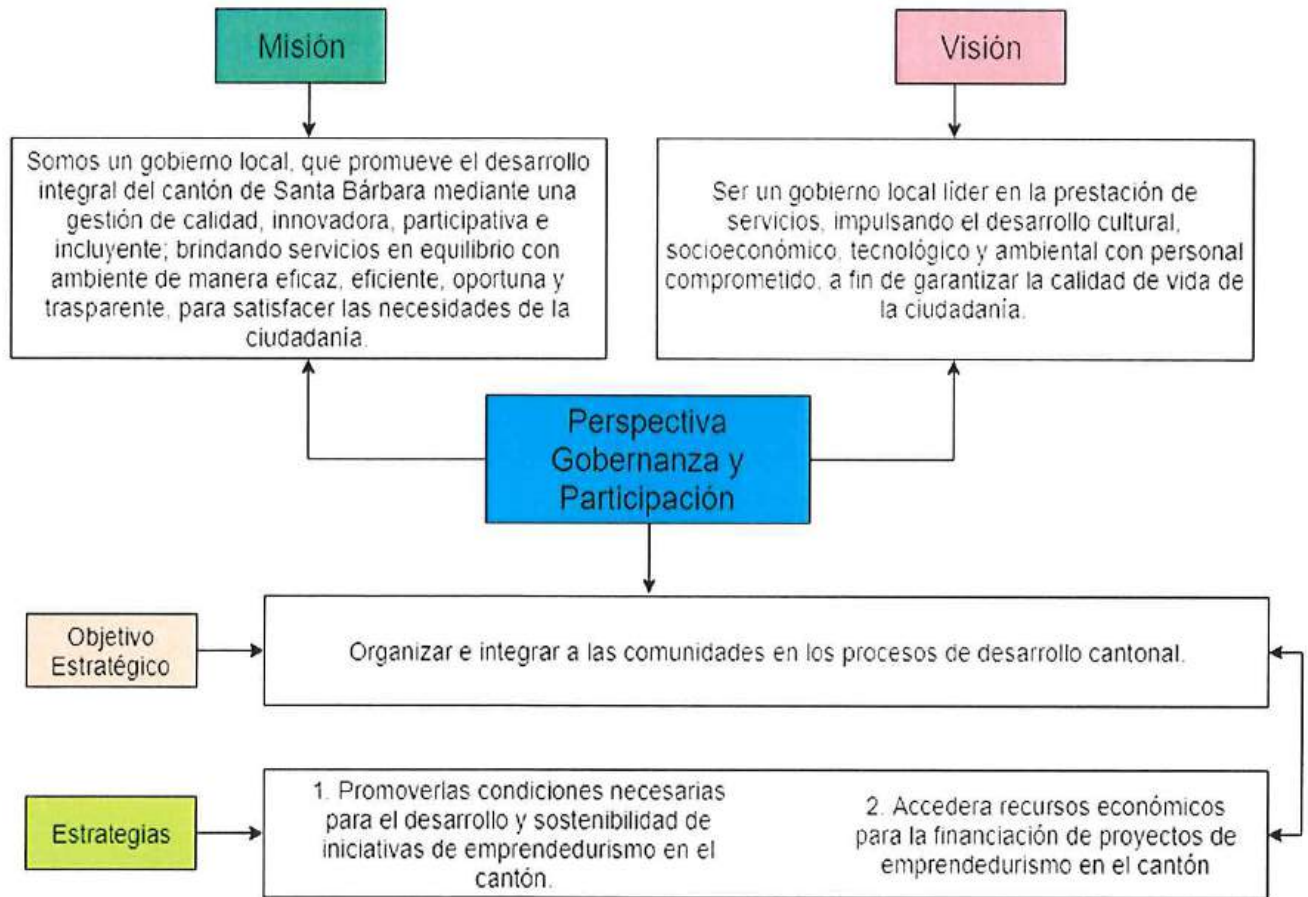 Misión
Visión
Somos un gobierno local, que promueve el desarrollo
integral del cantón de Santa Bárbara mediante una
gestión de calidad, innovadora, participativa e
incluyente; brindando servicios en equilibrio con
ambiente de manera eficaz, eficiente, oportuna y
trasparente, para satisfacer las necesidades de la
ciudadanía.
Ser un gobierno local líder en la prestación de
servicios, impulsando el desarrollo cultural,
socioeconómico, tecnológico y ambiental con personal
comprometido, a fin de garantizar la calidad de vida de
la ciudadanía.
Perspectiva
Gobernanza y
Participación
Objetivo
Estratégico
Organizar e integrar a las comunidades en los procesos de desarrollo cantonal.
Estrategias
1. Promoverlas condiciones necesarias
para el desarrollo y sostenibilidad de
iniciativas de emprendedurismo en el
cantón.
2. Accedera recursos económicos
para la financiación de proyectos de
emprendedurismo en el cantón